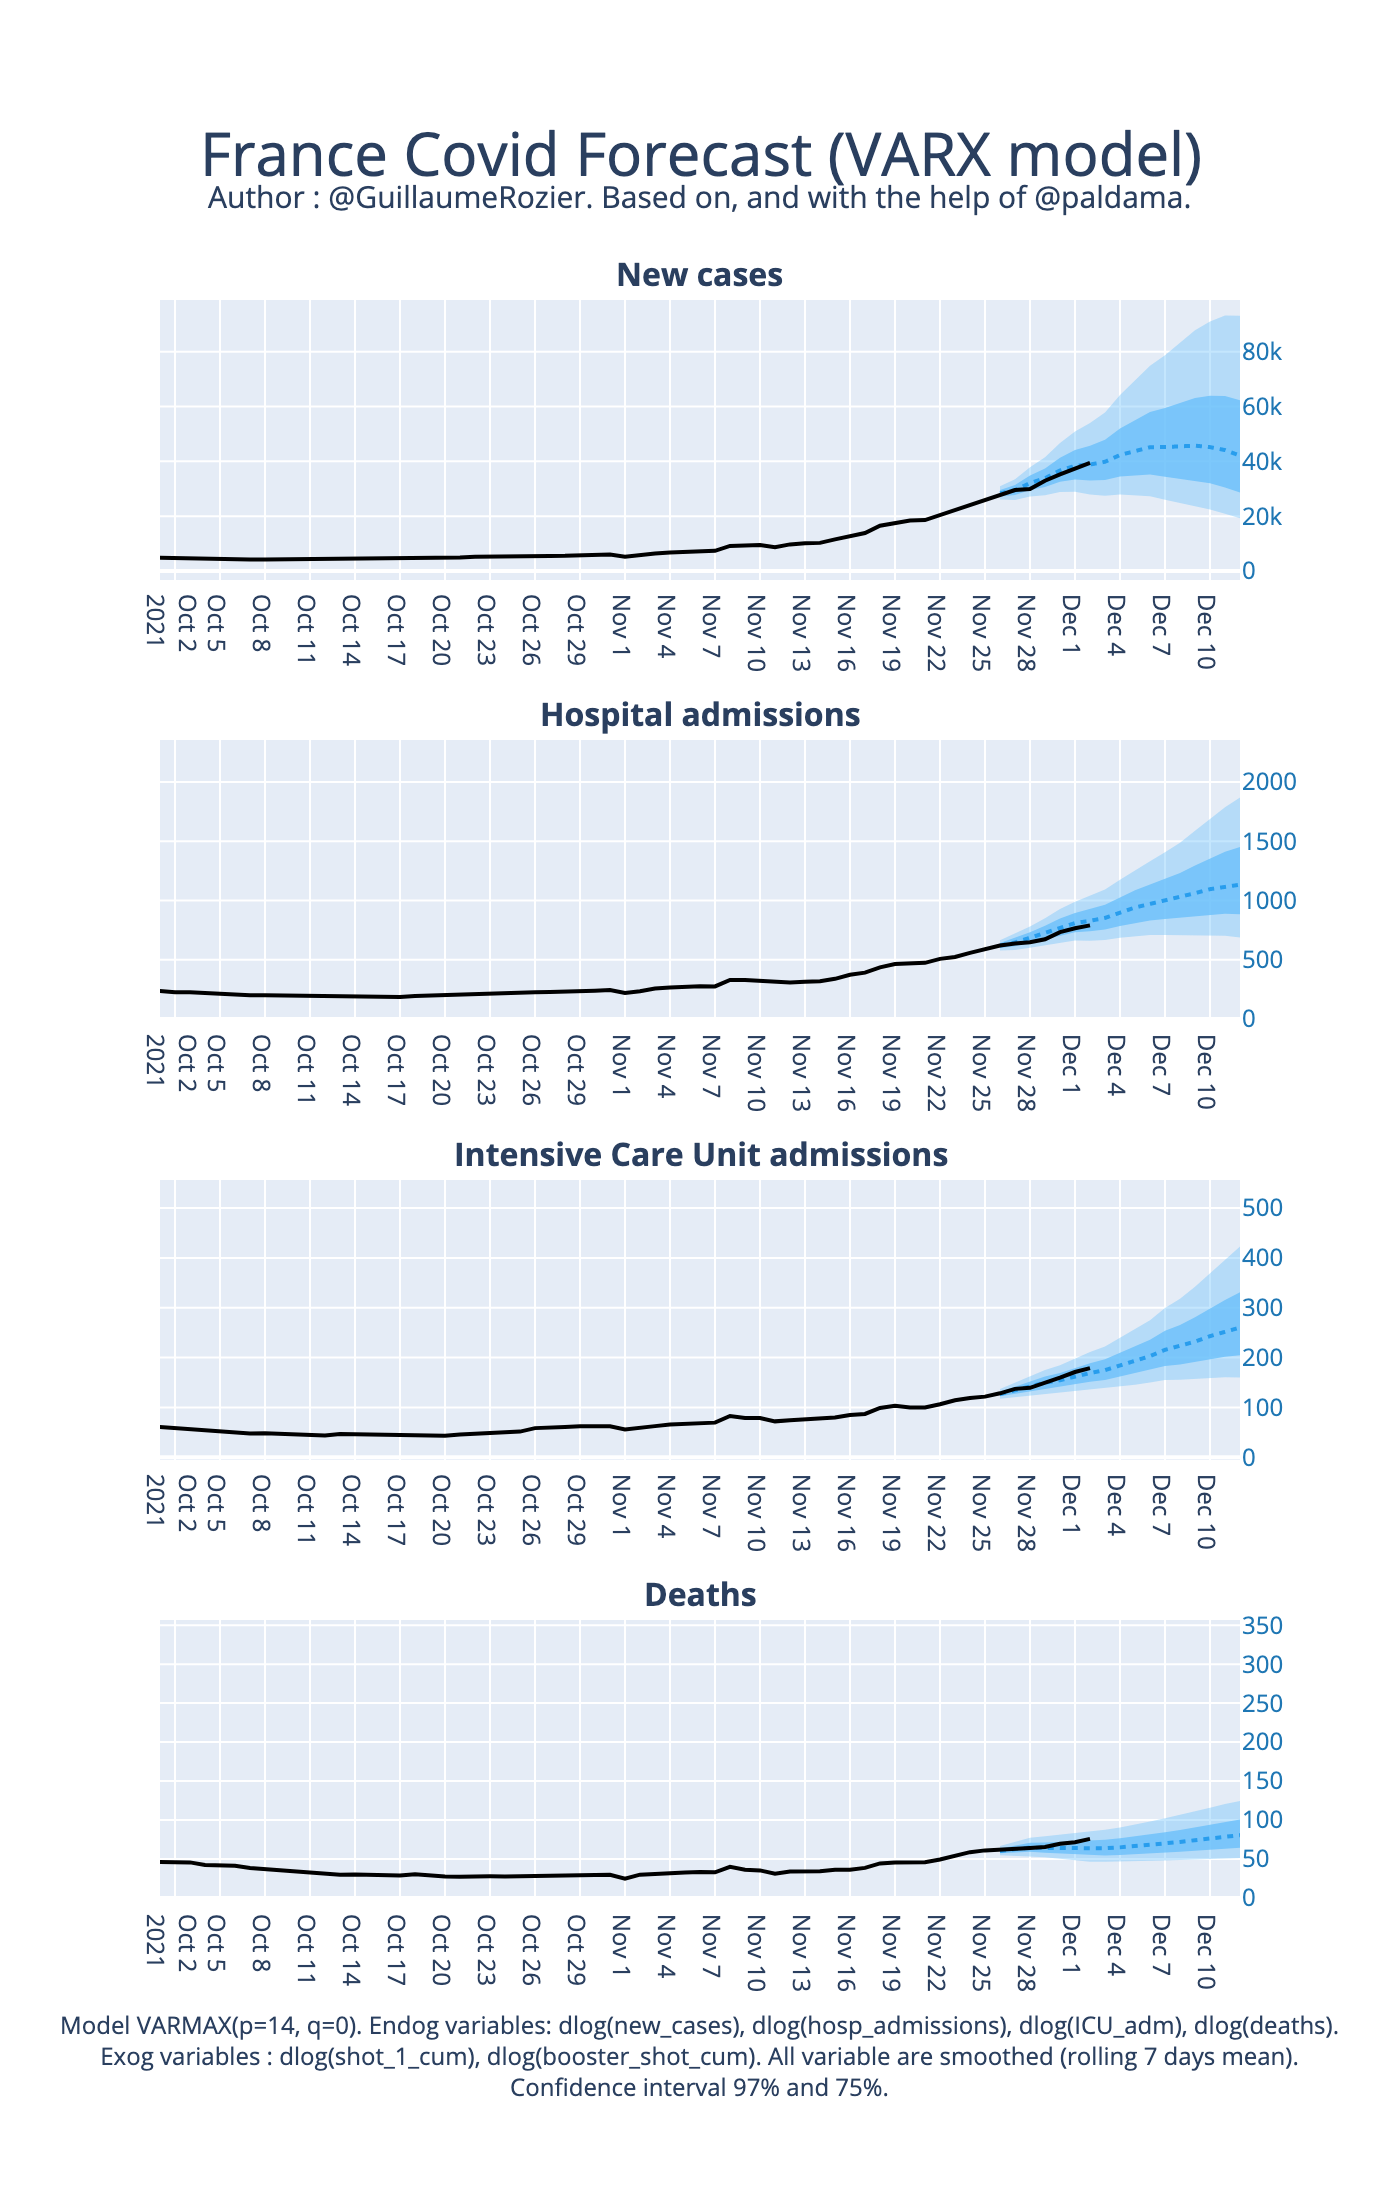 France Covid Forecast (VARX model)
Author : @GuillaumeRozier. Based on, and with the help of @paldama.
New cases
80k
60k
40k
20k
0
2021
Oct 2
Oct 5
Oct 8
Oct 11
Oct 14
Oct 17
Oct 20
Oct 23
Oct 26
Oct 29
Nov 1
Nov 4
Nov 7
Nov 10
Nov 13
Nov 16
Nov 19
Nov 22
Nov 25
Nov 28
Dec 1
Dec 4
Dec 7
Dec 10
Hospital admissions
2000
1500
1000
500
0
2021
Oct 2
Oct 5
Oct 8
Oct 11
Oct 14
Oct 17
Oct 20
Oct 23
Oct 26
Oct 29
Nov 1
Nov 4
Nov 7
Nov 10
Nov 13
Nov 16
Nov 19
Nov 22
Nov 25
Nov 28
Dec 1
Dec 4
Dec 7
Dec 10
Intensive Care Unit admissions
500
400
300
200
100
0
2021
Oct 2
Oct 5
Oct 8
Oct 11
Oct 14
Oct 17
Oct 20
Oct 23
Oct 26
Oct 29
Nov 1
Nov 4
Nov 7
Nov 10
Nov 13
Nov 16
Nov 19
Nov 22
Nov 25
Nov 28
Dec 1
Dec 4
Dec 7
Dec 10
Deaths
350
300
250
200
150
100
50
0
2021
Oct 2
Oct 5
Oct 8
Oct 11
Oct 14
Oct 17
Oct 20
Oct 23
Oct 26
Oct 29
Nov 1
Nov 4
Nov 7
Nov 10
Nov 13
Nov 16
Nov 19
Nov 22
Nov 25
Nov 28
Dec 1
Dec 4
Dec 7
Dec 10
Model VARMAX(p=14, q=0). Endog variables: dlog(new_cases), dlog(hosp_admissions), dlog(ICU_adm), dlog(deaths).
Exog variables : dlog(shot_1_cum), dlog(booster_shot_cum). All variable are smoothed (rolling 7 days mean).
Confidence interval 97% and 75%.